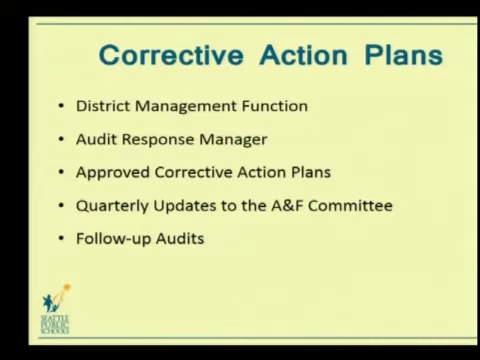 Corrective Action Plans
• District Management Function
• Audit Response Manager
• Approved Corrective Action Plans
• Quarterly Updates to the A&F Committee
• Follow-up Audits
SEATTLE
PUBLIC
SCHOOLS